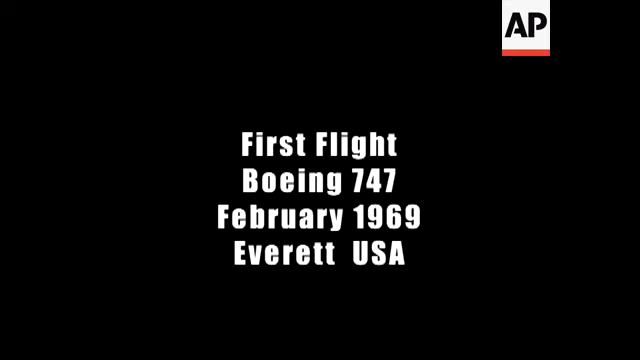 AP
First Flight
Boeing 747
February 1969
Everett USA